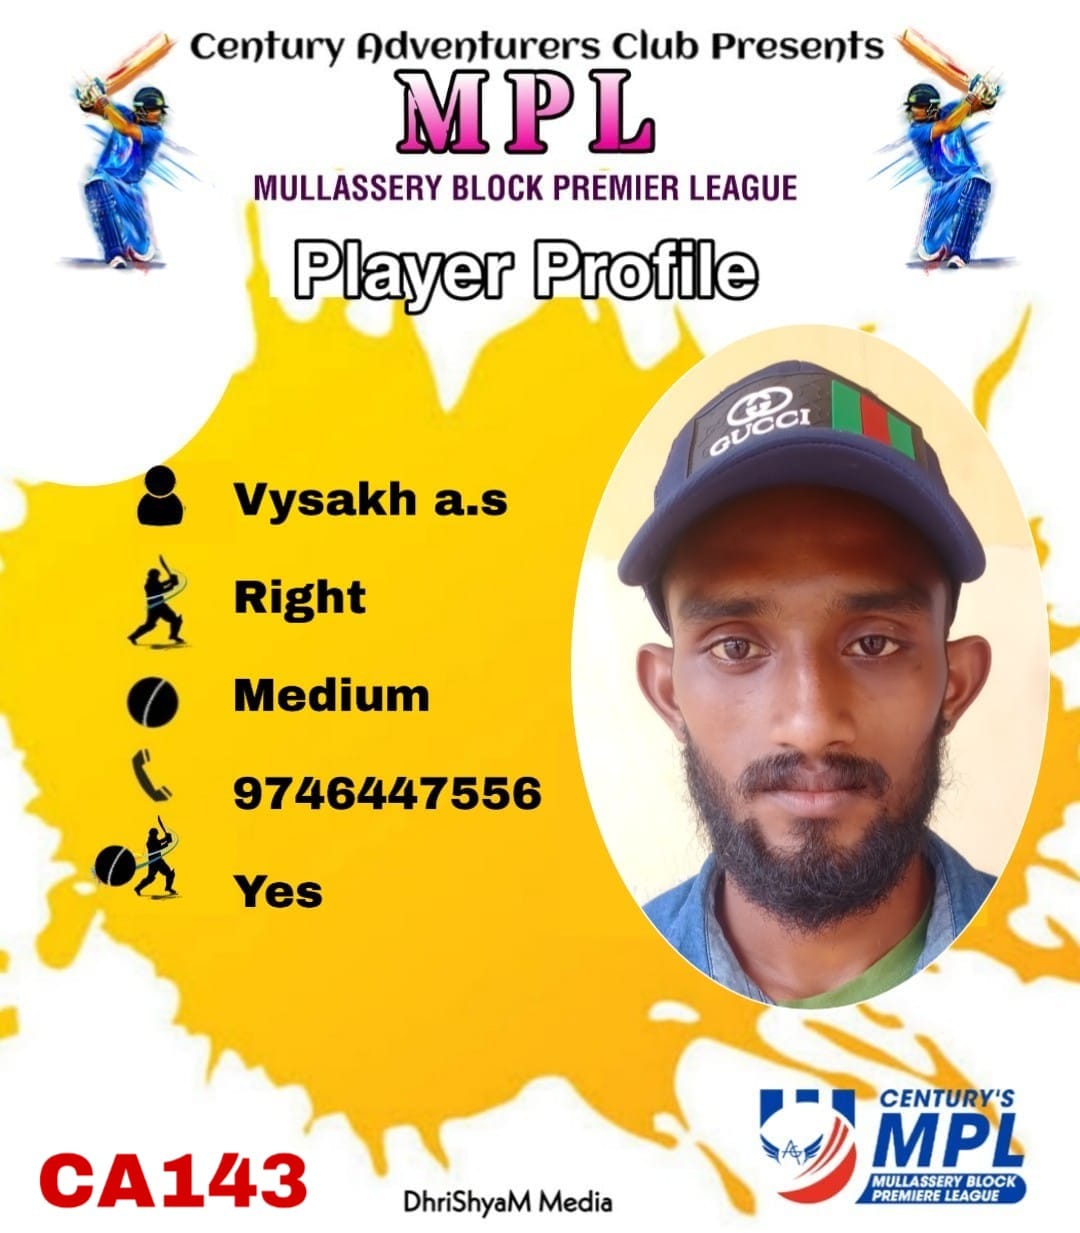 Century Adventurers Club Presents
MPL
MULLASSERY BLOCK PREMIER LEAGUE
Player Profile
GUCCI
Vysakh a.s
Right
Medium
9746447556
Yes
CENTURY'S
MPL
MULLASSERY BLOCK
PREMIERE LEAGUE
CA143
DhriShyaM Media